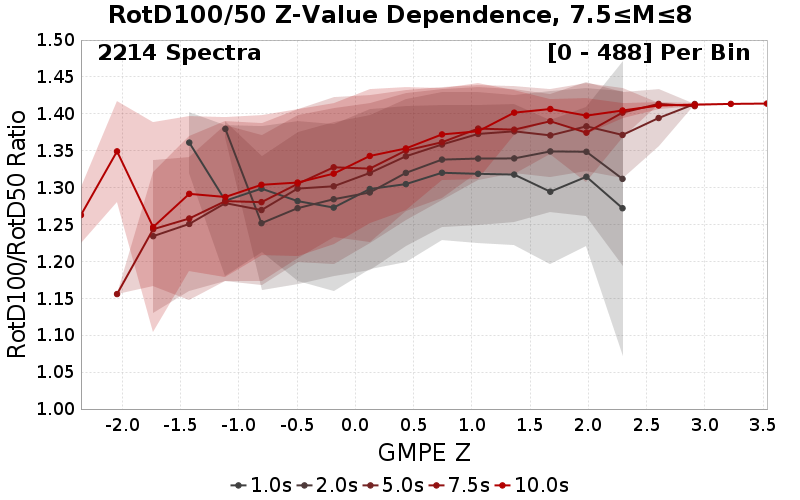 RotD100/50 Z-Value Dependence, 7.5≤M≤8
2214 Spectra
[0 - 488] Per Bin
RotD100/RotD50 Ratio
1.50
1.45
1.40
1.35
1.30
1.25
1.20
1.15
1.10
1.05
1.00
-2.0 -1.5 -1.0 -0.5 0.0 0.5 1.0 1.5 2.0 2.5 3.0 3.5
GMPE Z
1.0s 2.0s 5.0s 7.5s 10.0s